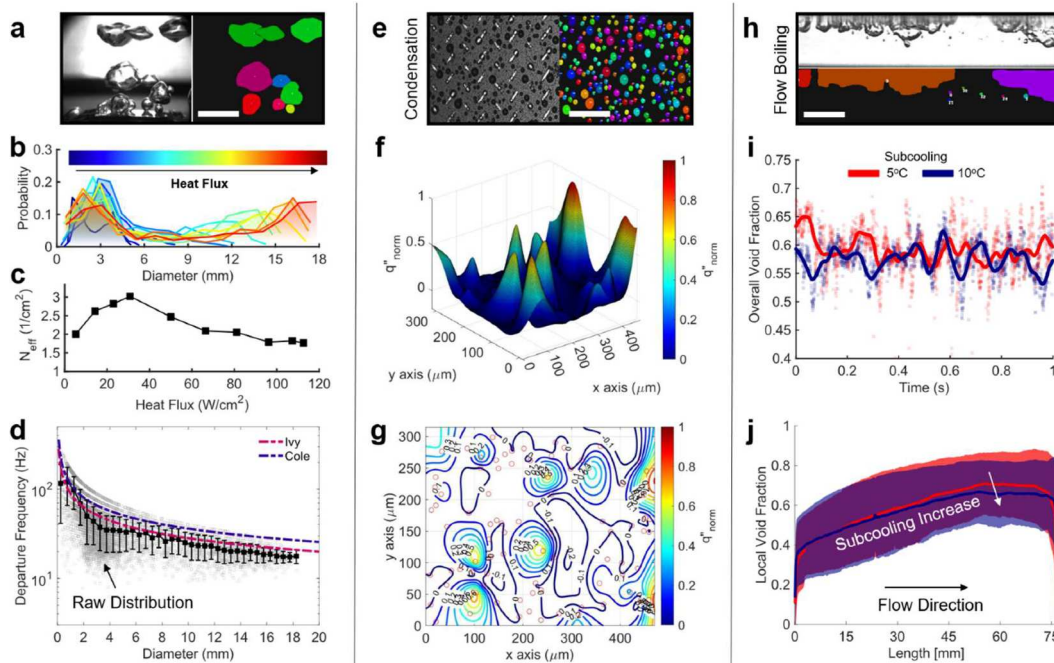 a
b
Heat Flux
Probability
0.3
0.2
0.1
0
0 3 6 9 12 15 18
Diameter (mm)
c
N_eff (1/cm²)
3
2.5
2
1.5
1
0 20 40 60 80 100 120
Heat Flux (W/cm²)
d
Ivy
Cole
Departure Frequency (Hz)
10²
10¹
Raw Distribution
0 2 4 6 8 10 12 14 16 18 20
Diameter (mm)
e
Condensation
f
q"norm
1
0.5
0
300
200
100
0
y axis (μm)
0
100
200
300
400
x axis (μm)
1
0.8
0.6
0.4
0.2
0
q"norm
g
y axis (μm)
300
250
200
150
100
50
0
0 100 200 300 400
x axis (μm)
1
0.8
0.6
0.4
0.2
0
q"norm
h
Flow Boiling
i
Subcooling
5°C 10°C
Overall Void Fraction
0.75
0.7
0.65
0.6
0.55
0.5
0.45
0.4
0 0.2 0.4 0.6 0.8 1
Time (s)
j
Local Void Fraction
1
0.8
0.6
0.4
0.2
0
Subcooling Increase
Flow Direction
0 15 30 45 60 75
Length [mm]